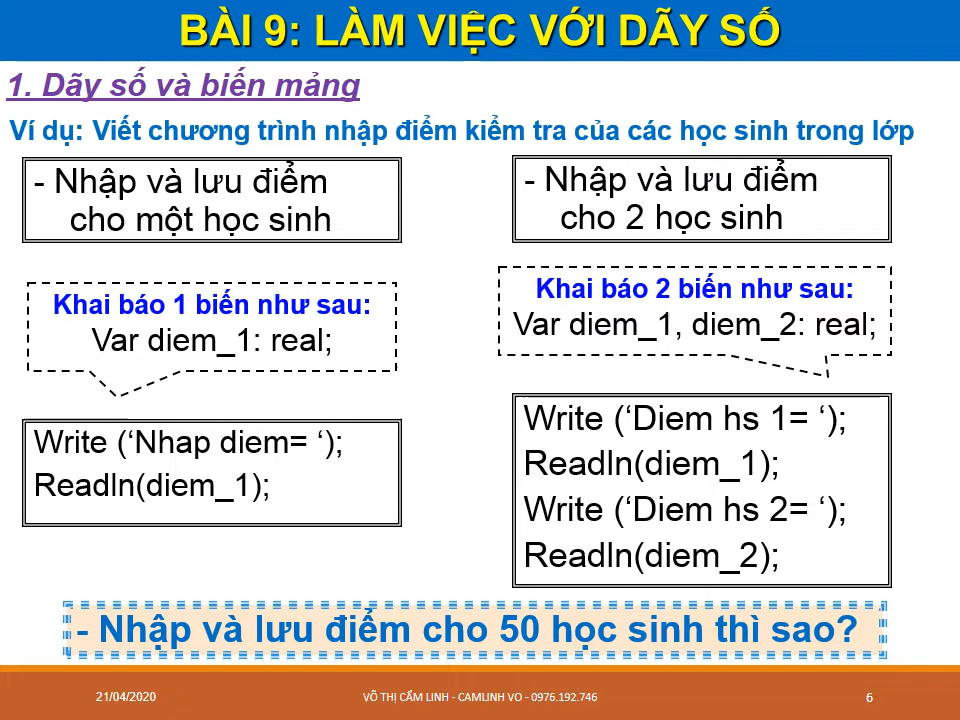 BÀI 9: LÀM VIỆC VỚI DÃY SỐ
1. Dãy số và biến mảng
Ví dụ: Viết chương trình nhập điểm kiểm tra của các học sinh trong lớp
- Nhập và lưu điểm
cho một học sinh
Khai báo 1 biến như sau:
Var diem_1: real;
Write (‘Nhap diem= ‘);
Readln(diem_1);
- Nhập và lưu điểm
cho 2 học sinh
Khai báo 2 biến như sau:
Var diem_1, diem_2: real;
Write (‘Diem hs 1= ‘);
Readln(diem_1);
Write (‘Diem hs 2= ‘);
Readln(diem_2);
- Nhập và lưu điểm cho 50 học sinh thì sao?
21/04/2020
VÕ THỊ CẨM LINH - CAMLINH VO - 0976.192.746
6